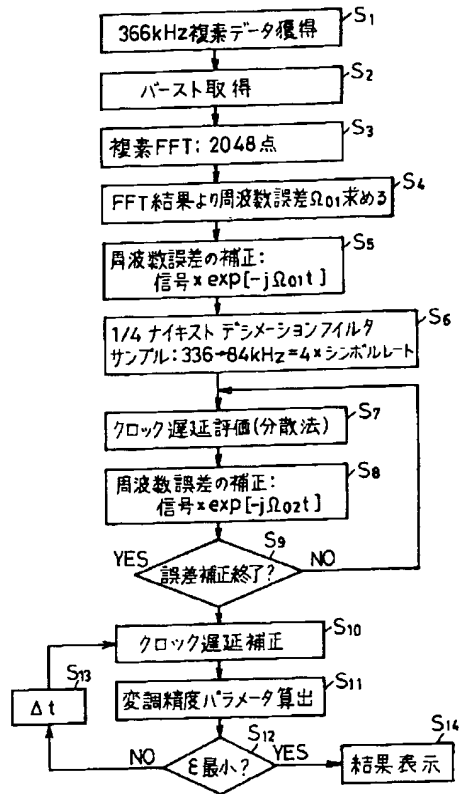 S1
366kHz複素データ獲得
S2
バースト取得
S3
複素FFT: 2048点
S4
FFT結果より周波数誤差Ω01求める
S5
周波数誤差の補正:
信号×exp[-jΩ01t]
S6
1/4 ナイキスト デシメーションフイルタ
サンプル:336→84kHz=4×シンボルレート
S7
クロック遅延評価(分散法)
S8
周波数誤差の補正:
信号×exp[-jΩ02t]
S9
YES
NO
誤差補正終了?
S10
クロック遅延補正
S13
Δt
S11
変調精度パラメータ算出
S12
NO
ε最小?
YES
S14
結果表示